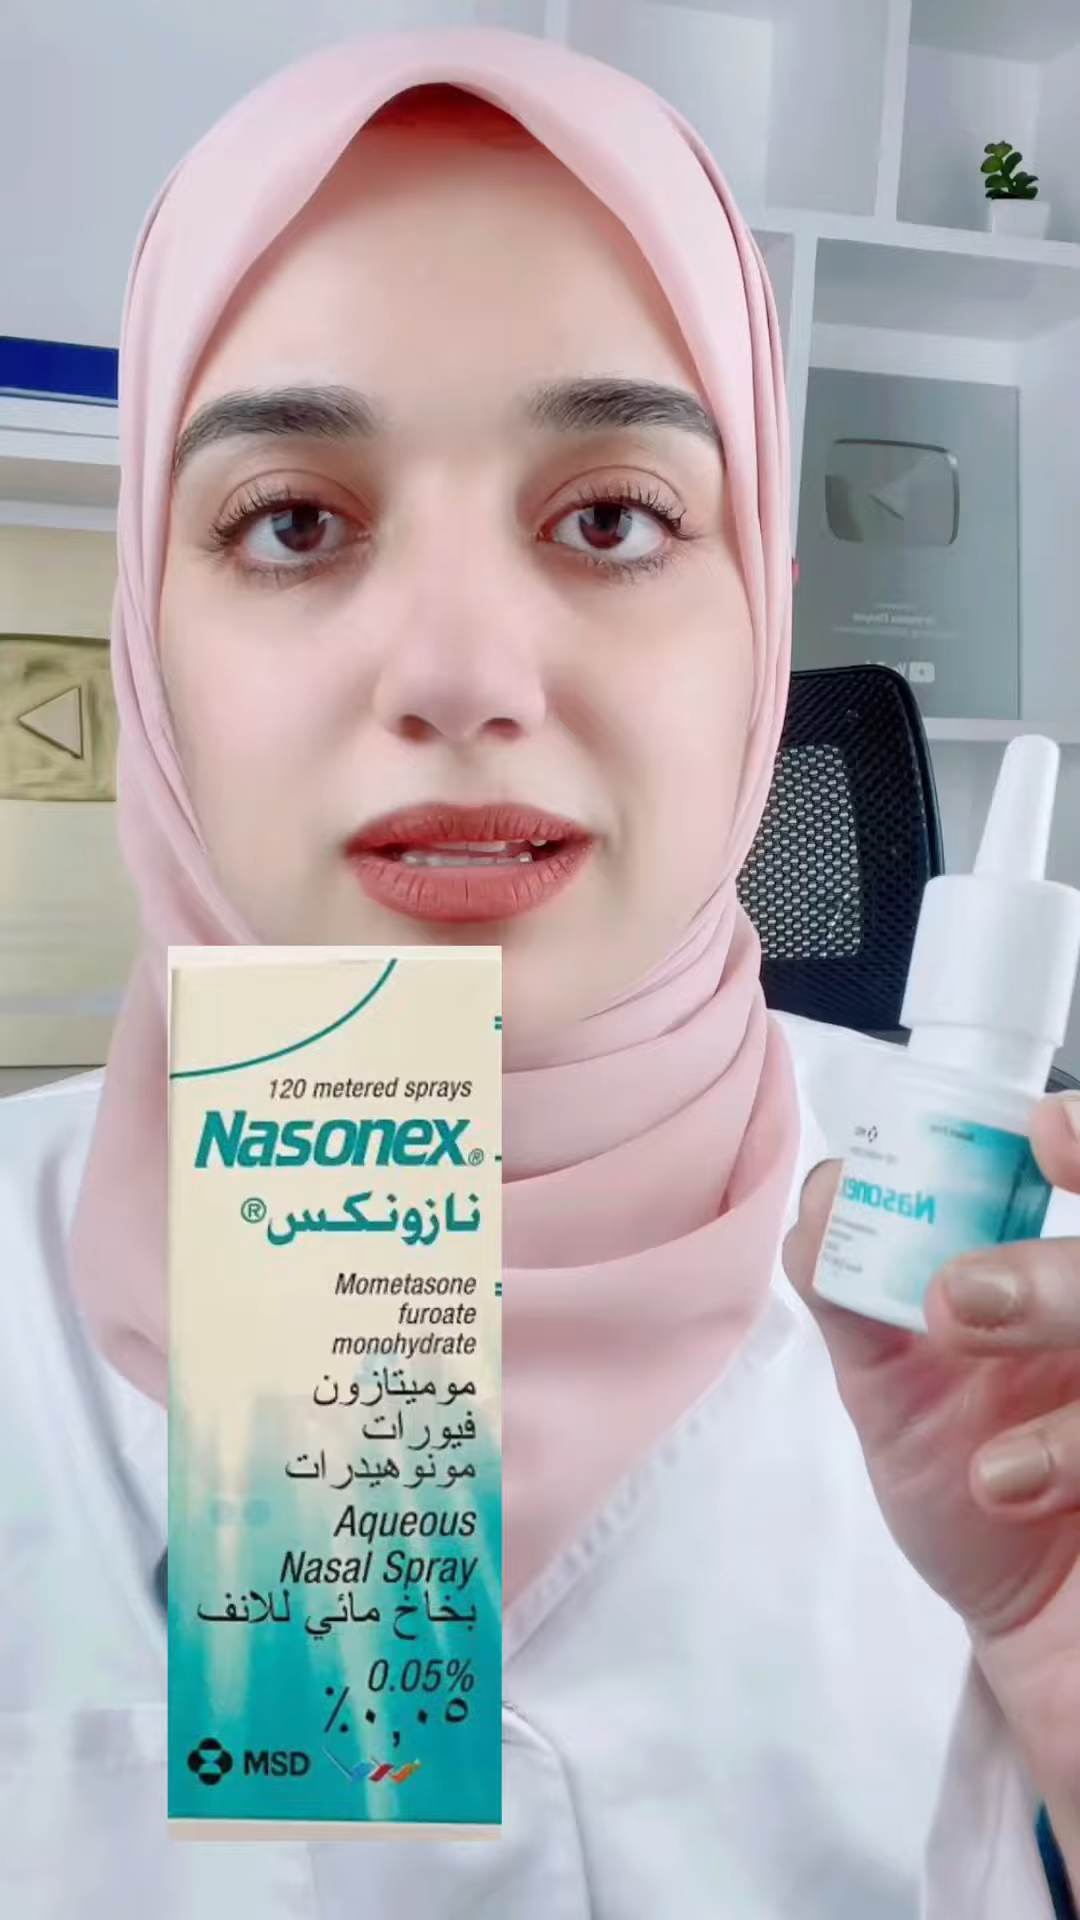 120 metered sprays
Nasonex®
نازونكس®
Mometasone
furoate
monohydrate
موميتازون
فيورات
مونوهيدرات
Aqueous
Nasal Spray
بخاخ مائي للانف
0.05%
٪٠,٠٥
MSD
Nasonex